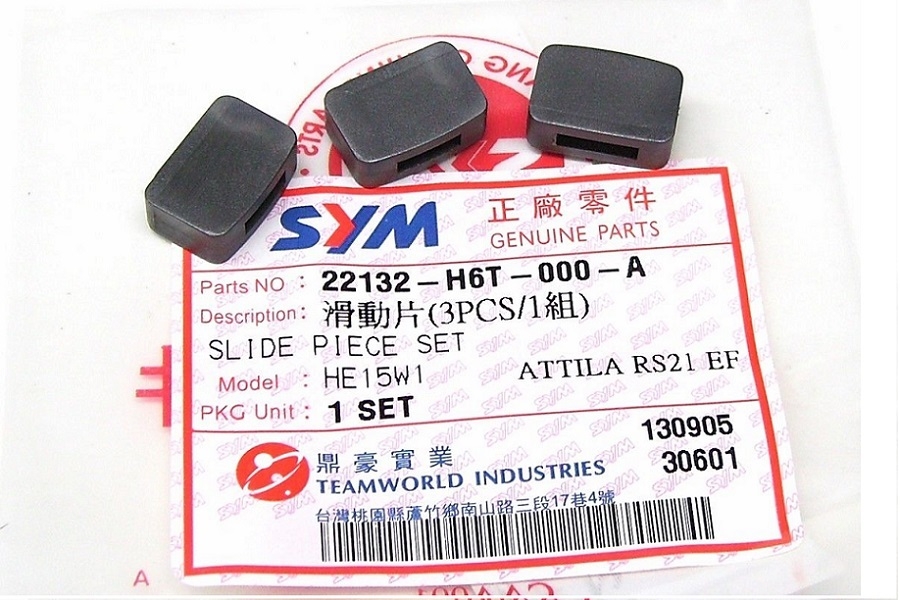 SYM
正廠零件
GENUINE PARTS
Parts NO : 22132-H6T-000-A
Description: 滑動片(3PCS/1組)
SLIDE PIECE SET
Model : HE15W1 ATTILA RS21 EF
PKG Unit: 1 SET
130905
鼎豪實業 30601
TEAMWORLD INDUSTRIES
台灣桃園縣蘆竹鄉南山路三段17巷4號
A